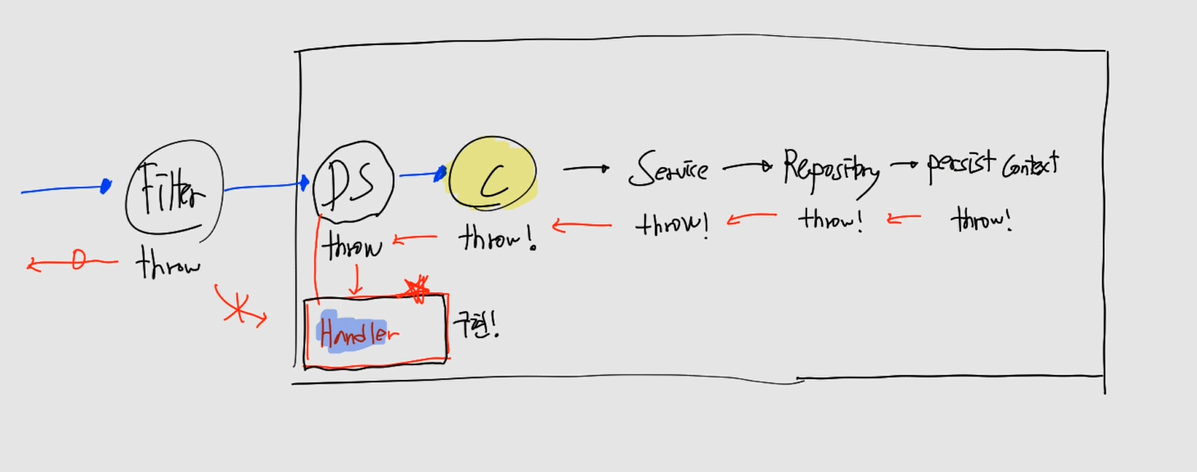 Filter
DS
C
Service
Repository
persist context
throw
throw
throw!
throw!
throw!
throw!
Handler
구현!